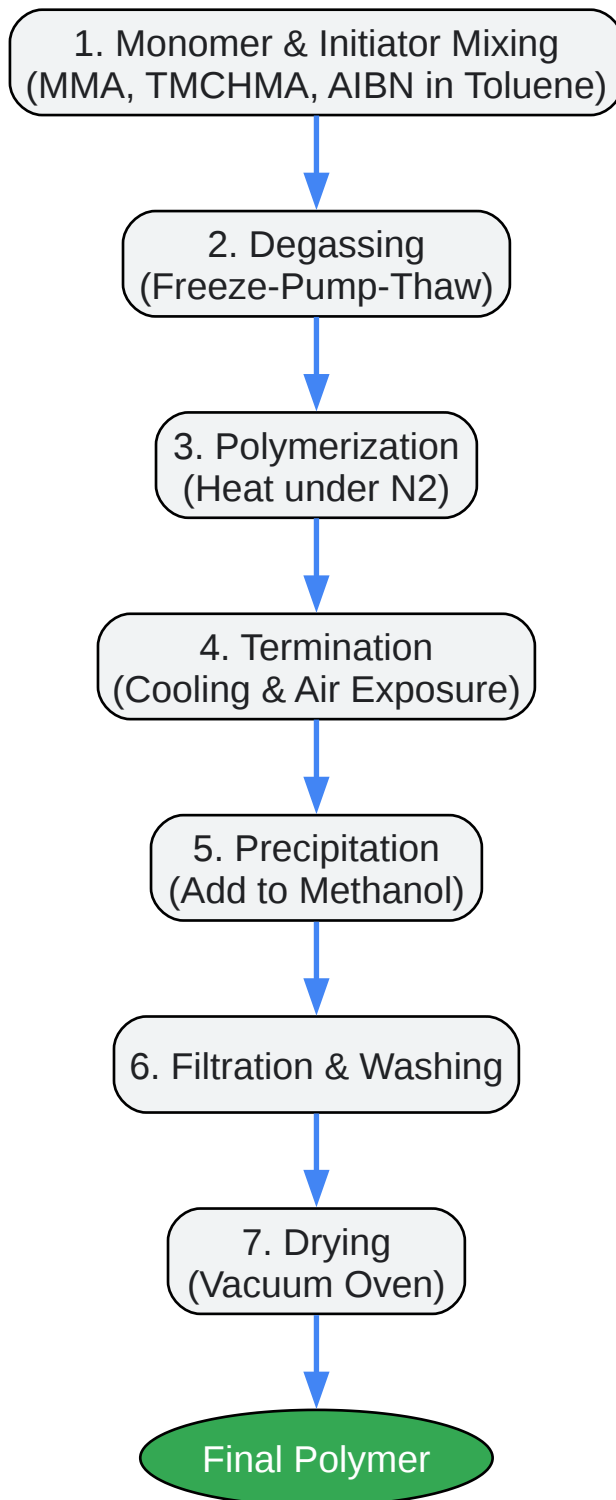 1. Monomer & Initiator Mixing
(MMA, TMCHMA, AIBN in Toluene)
2. Degassing
(Freeze-Pump-Thaw)
3. Polymerization
(Heat under N2)
4. Termination
(Cooling & Air Exposure)
5. Precipitation
(Add to Methanol)
6. Filtration & Washing
7. Drying
(Vacuum Oven)
Final Polymer